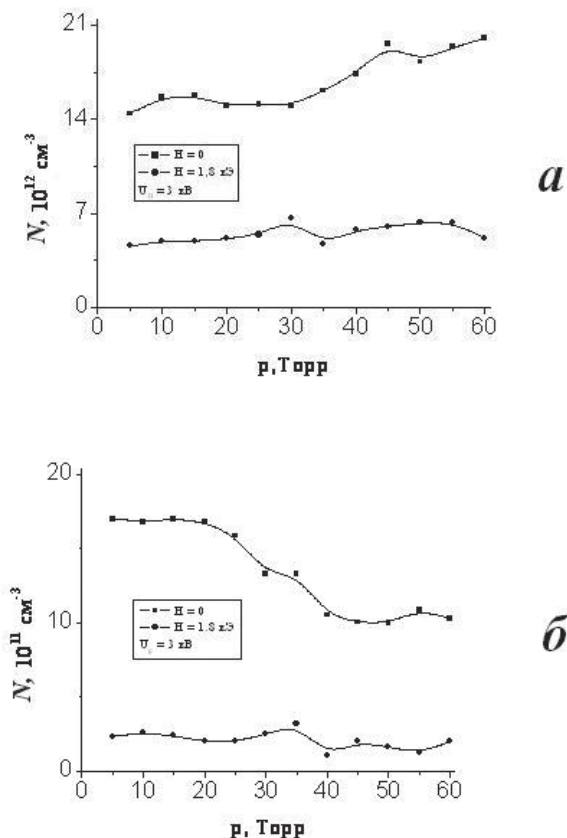 21
14
7
0
N, 10¹² см⁻³
H = 0
H = 1,8 кЭ
U₀ = 3 кВ
0 10 20 30 40 50 60
p, Торр
а
20
10
0
N, 10¹¹ см⁻³
H = 0
H = 1,8 кЭ
U₀ = 3 кВ
0 10 20 30 40 50 60
p, Торр
б